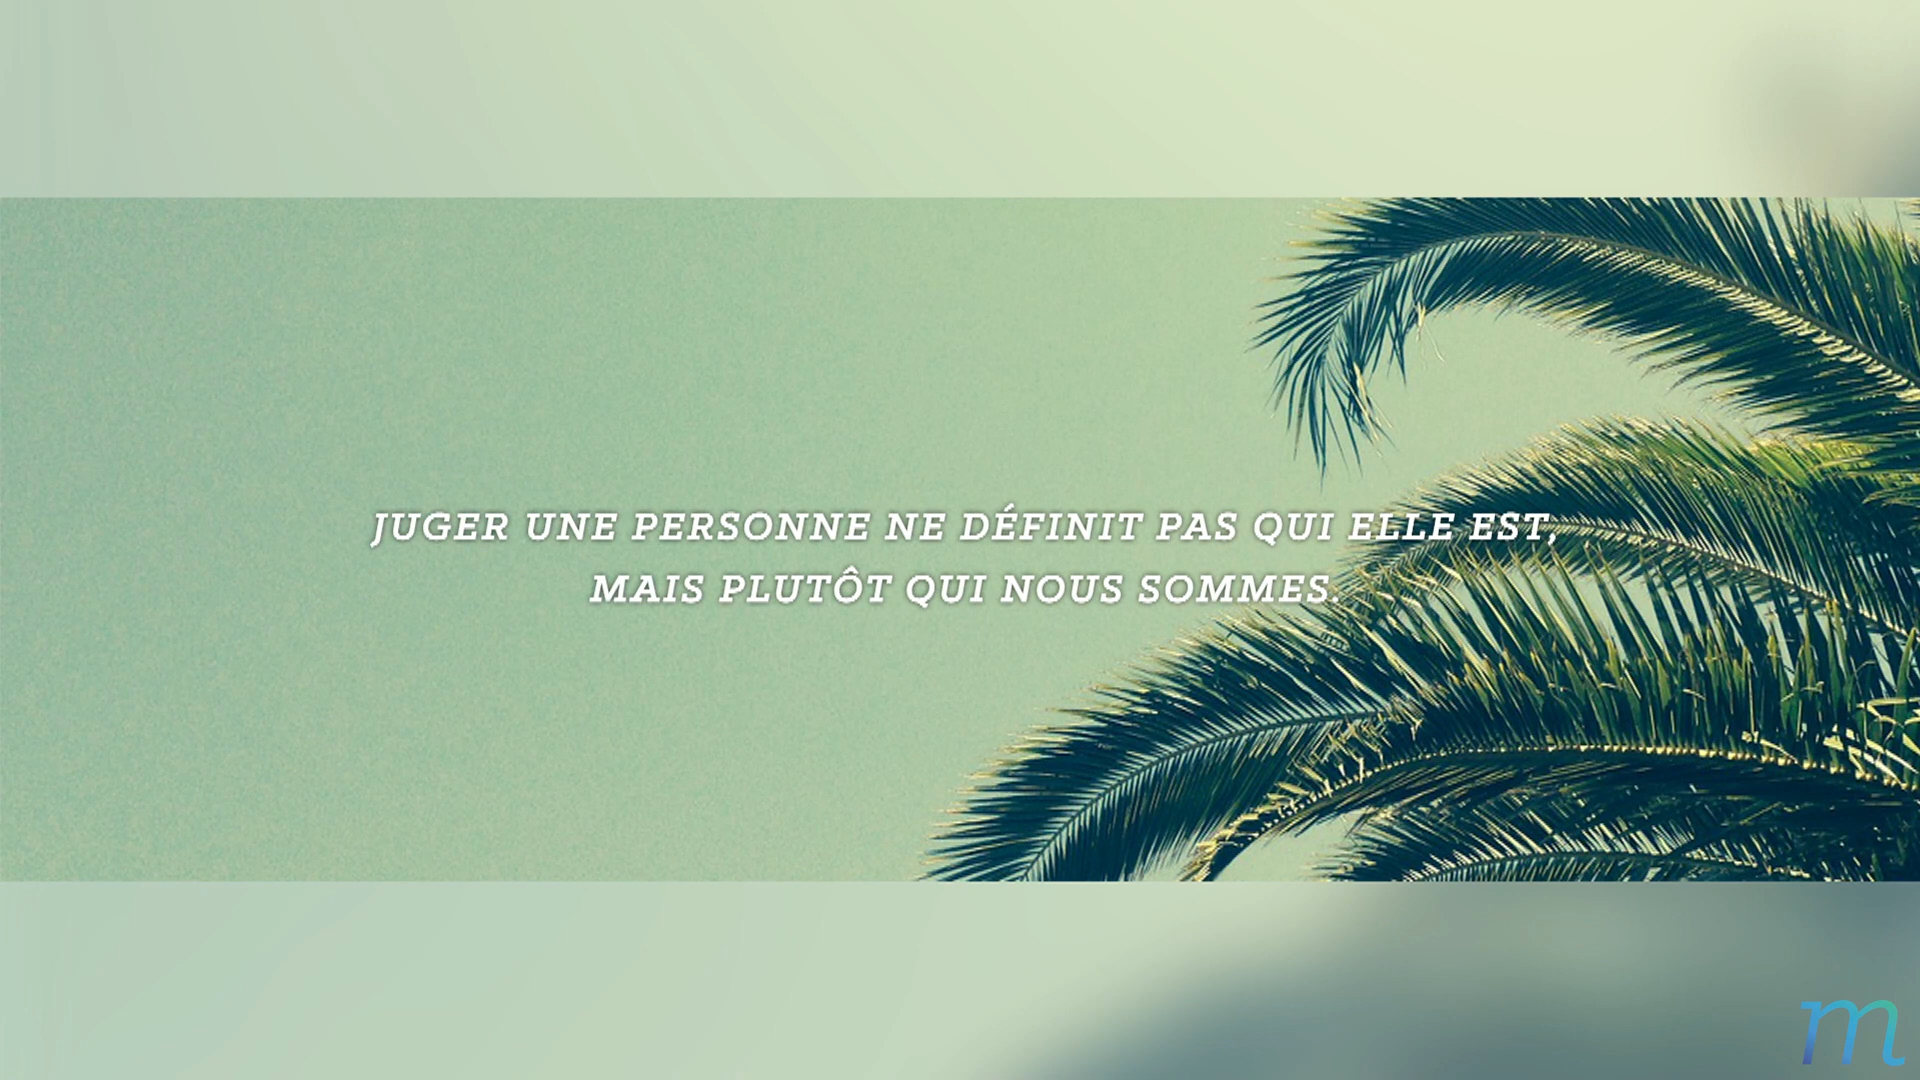 JUGER UNE PERSONNE NE DÉFINIT PAS QUI ELLE EST,
MAIS PLUTÔT QUI NOUS SOMMES.
m